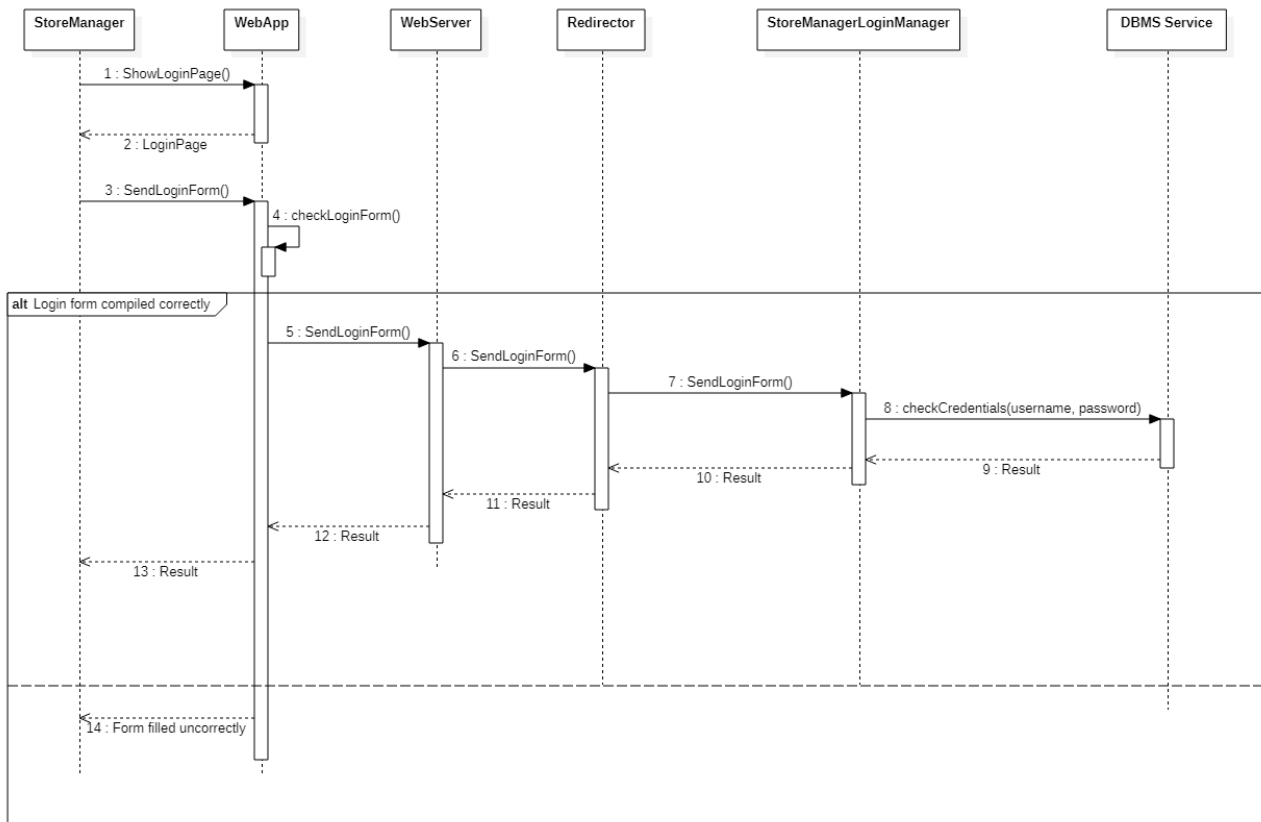 StoreManager
WebApp
WebServer
Redirector
StoreManagerLoginManager
DBMS Service
1 : ShowLoginPage()
2 : LoginPage
3 : SendLoginForm()
4 : checkLoginForm()
alt Login form compiled correctly
5 : SendLoginForm()
6 : SendLoginForm()
7 : SendLoginForm()
8 : checkCredentials(username, password)
9 : Result
10 : Result
11 : Result
12 : Result
13 : Result
14 : Form filled uncorrectly